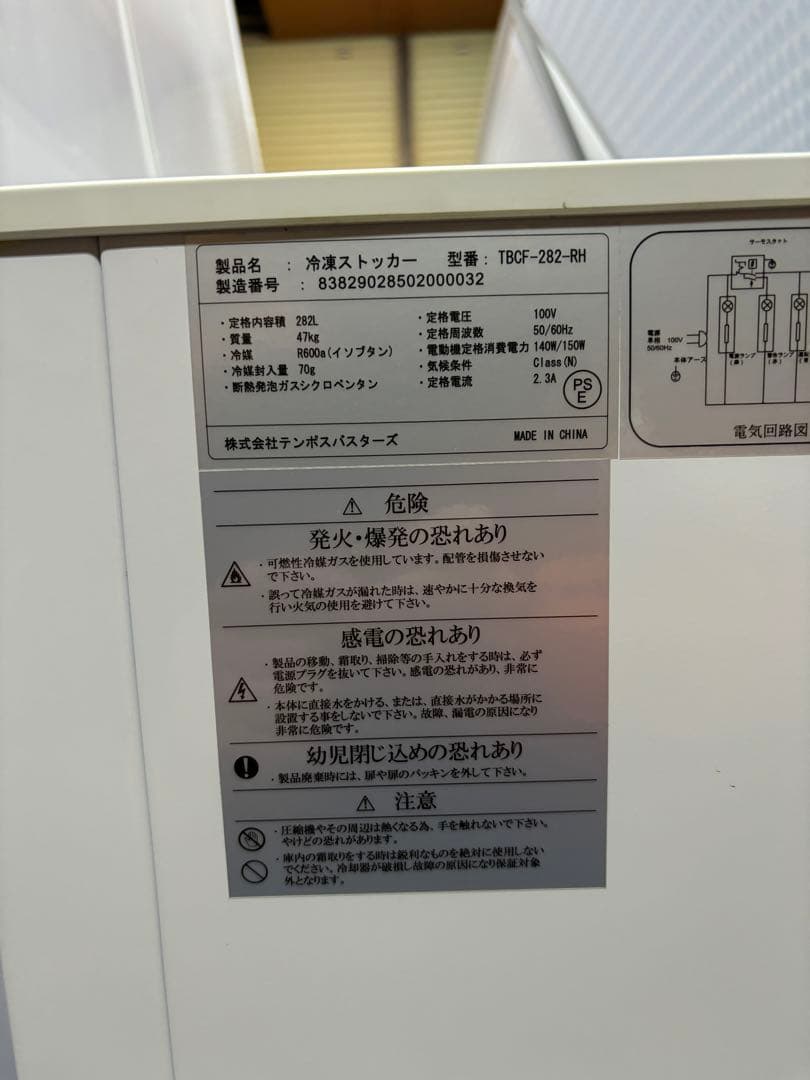 製品名 : 冷凍ストッカー 型番: TBCF-282-RH
製造番号 : 83829028502000032
・定格内容積 282L
・質量 47kg
・冷媒 R600a(イソブタン)
・冷媒封入量 70g
・断熱発泡ガスシクロペンタン
・定格電圧 100V
・定格周波数 50/60Hz
・電動機定格消費電力 140W/150W
・気候条件 Class(N)
・定格電流 2.3A
PS
E
株式会社テンポスバスターズ MADE IN CHINA
サーモスタット
電源
単相 100V
50/60Hz
本体アース
電源ランプ
電気回路図
⚠ 危険
発火・爆発の恐れあり
・可燃性冷媒ガスを使用しています。配管を損傷させない
で下さい。
・誤って冷媒ガスが漏れた時は、速やかに十分な換気を
行い火気の使用を避けて下さい。
感電の恐れあり
・製品の移動、霜取り、掃除等の手入れをする時は、必ず
電源プラグを抜いて下さい。感電の恐れがあり、非常に
危険です。
・本体に直接水をかける、または、直接水がかかる場所に
設置する事をしないで下さい。故障、漏電の原因になり
非常に危険です。
幼児閉じ込めの恐れあり
・製品廃棄時には、扉や扉のパッキンを外して下さい。
⚠ 注意
・圧縮機やその周辺は熱くなる為、手を触れないで下さい。
やけどの恐れがあります。
・庫内の霜取りをする時は鋭利なものを絶対に使用しない
でください。冷却器が破損し故障の原因になり保証対象
外となります。